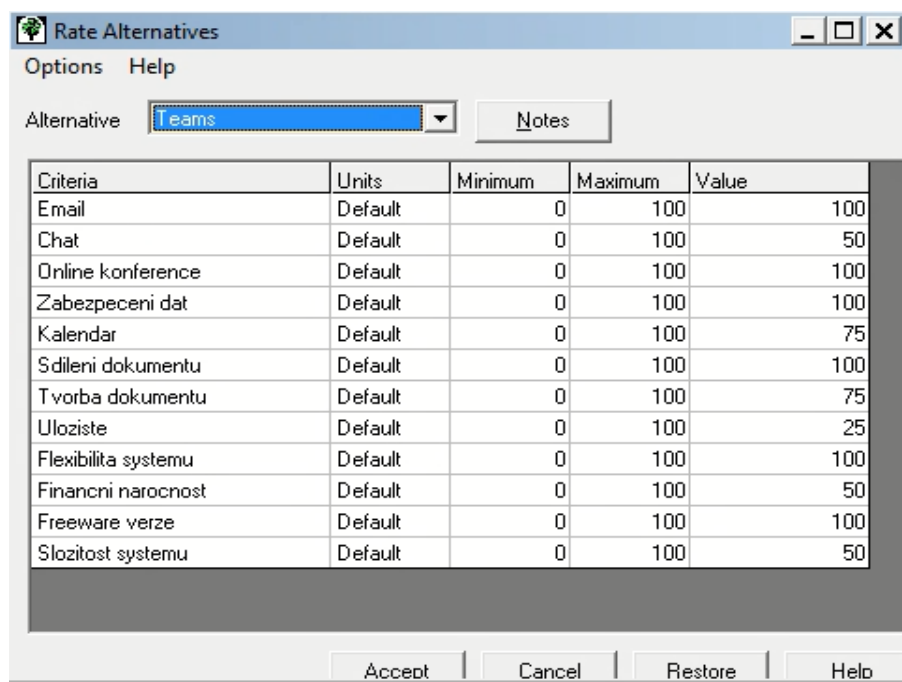 Rate Alternatives
Options Help
Alternative Teams Notes
Criteria Units Minimum Maximum Value
Email Default 0 100 100
Chat Default 0 100 50
Online konference Default 0 100 100
Zabezpeceni dat Default 0 100 100
Kalendar Default 0 100 75
Sdileni dokumentu Default 0 100 100
Tvorba dokumentu Default 0 100 75
Uloziste Default 0 100 25
Flexibilita systemu Default 0 100 100
Financni narocnost Default 0 100 50
Freeware verze Default 0 100 100
Slozitost systemu Default 0 100 50
Accept Cancel Restore Help